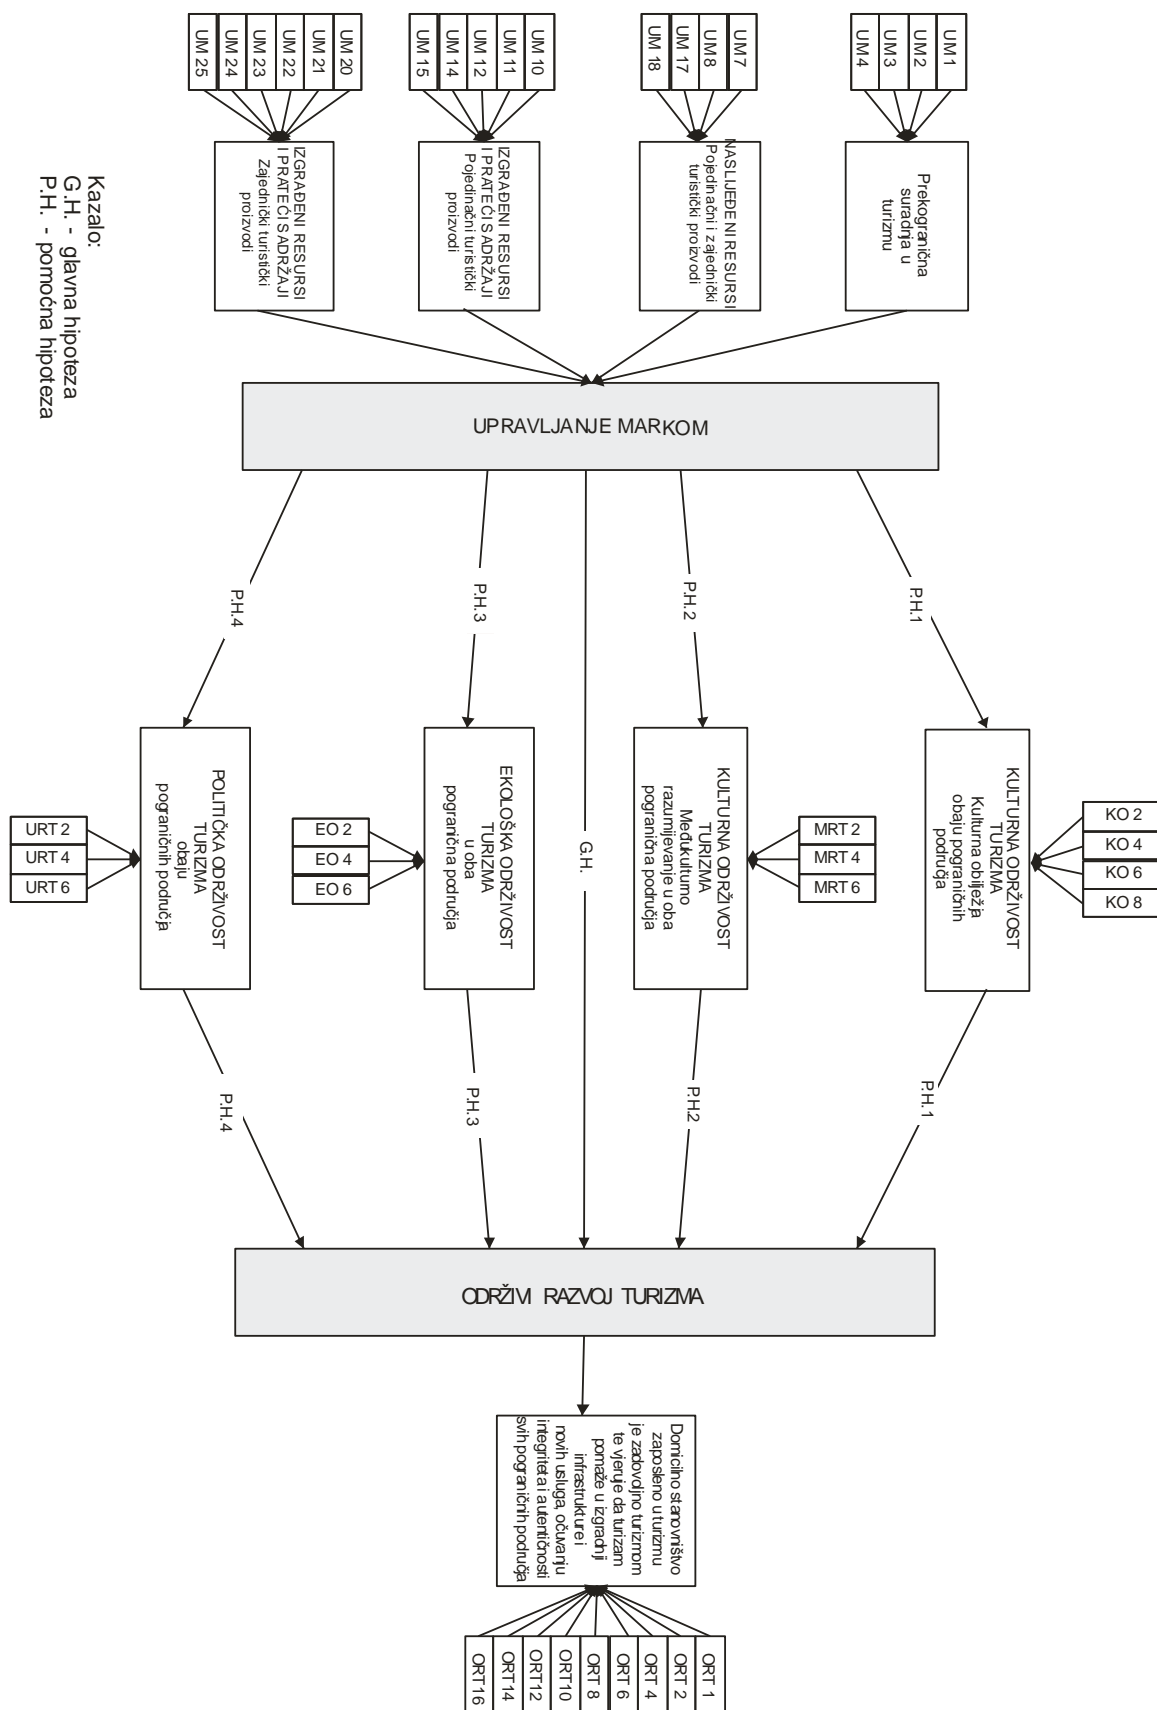 UM1
UM2
UM3
UM4
UM7
UM8
UM 17
UM 18
UM 10
UM 11
UM 12
UM 14
UM 15
UM 20
UM 21
UM 22
UM 23
UM 24
UM 25
Prekogranična
suradnja u
turizmu
NASLIJEĐENI RESURSI
Pojedinačni i zajednički
turistički proizvodi
IZGRAĐENI RESURSI
I PRATEĆI SADRŽAJI
Pojedinačni turistički
proizvodi
IZGRAĐENI RESURSI
I PRATEĆI SADRŽAJI
Zajednički turistički
proizvodi
UPRAVLJANJE MARKOM
P.H.1
P.H.2
G.H.
P.H.3
P.H.4
KO 2
KO 4
KO 6
KO 8
KULTURNA ODRŽIVOST
TURIZMA
Kulturna obilježja
obaju pograničnih
područja
MRT 2
MRT 4
MRT 6
KULTURNA ODRŽIVOST
TURIZMA
Međukulturno
razumijevanje u oba
pogranična područja
EO 2
EO 4
EO 6
EKOLOŠKA ODRŽIVOST
TURIZMA
u oba
pogranična područja
URT 2
URT 4
URT 6
POLITIČKA ODRŽIVOST
TURIZMA
obaju
pograničnih područja
P.H.1
P.H.2
P.H.3
P.H.4
ODRŽIVI RAZVOJ TURIZMA
Domicilno stanovništvo
zaposleno u turizmu
je zadovoljno turizmom
te vjeruje da turizam
pomaže u izgradnji
infrastrukture i
novih usluga, očuvanju
integriteta i autentičnosti
svih pograničnih područja
ORT 1
ORT 2
ORT 4
ORT 6
ORT 8
ORT10
ORT12
ORT14
ORT16
Kazalo:
G.H. - glavna hipoteza
P.H. - pomoćna hipoteza